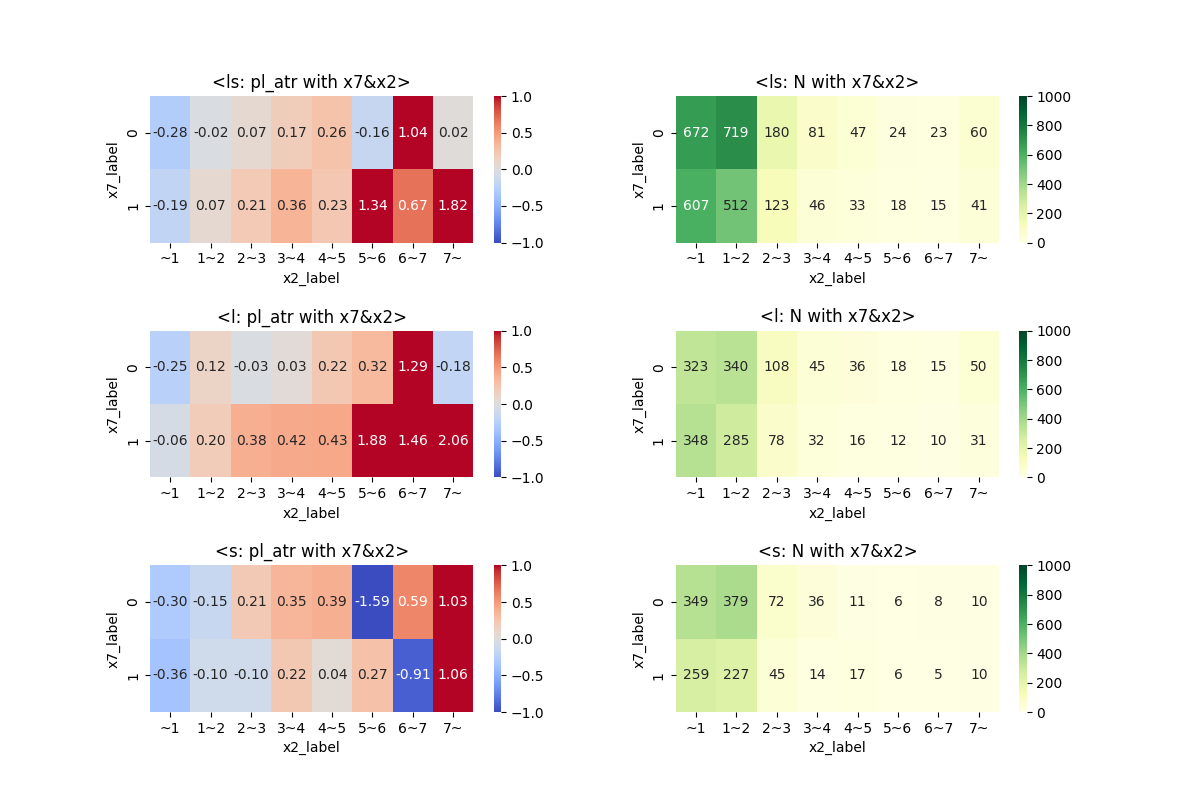 <ls: pl_atr with x7&x2>
x7_label
0 -0.28 -0.02 0.07 0.17 0.26 -0.16 1.04 0.02
1 -0.19 0.07 0.21 0.36 0.23 1.34 0.67 1.82
~1 1~2 2~3 3~4 4~5 5~6 6~7 7~
x2_label
1.0
0.5
0.0
−0.5
−1.0
<ls: N with x7&x2>
x7_label
0 672 719 180 81 47 24 23 60
1 607 512 123 46 33 18 15 41
~1 1~2 2~3 3~4 4~5 5~6 6~7 7~
x2_label
1000
800
600
400
200
0
<l: pl_atr with x7&x2>
x7_label
0 -0.25 0.12 -0.03 0.03 0.22 0.32 1.29 -0.18
1 -0.06 0.20 0.38 0.42 0.43 1.88 1.46 2.06
~1 1~2 2~3 3~4 4~5 5~6 6~7 7~
x2_label
1.0
0.5
0.0
−0.5
−1.0
<l: N with x7&x2>
x7_label
0 323 340 108 45 36 18 15 50
1 348 285 78 32 16 12 10 31
~1 1~2 2~3 3~4 4~5 5~6 6~7 7~
x2_label
1000
800
600
400
200
0
<s: pl_atr with x7&x2>
x7_label
0 -0.30 -0.15 0.21 0.35 0.39 -1.59 0.59 1.03
1 -0.36 -0.10 -0.10 0.22 0.04 0.27 -0.91 1.06
~1 1~2 2~3 3~4 4~5 5~6 6~7 7~
x2_label
1.0
0.5
0.0
−0.5
−1.0
<s: N with x7&x2>
x7_label
0 349 379 72 36 11 6 8 10
1 259 227 45 14 17 6 5 10
~1 1~2 2~3 3~4 4~5 5~6 6~7 7~
x2_label
1000
800
600
400
200
0